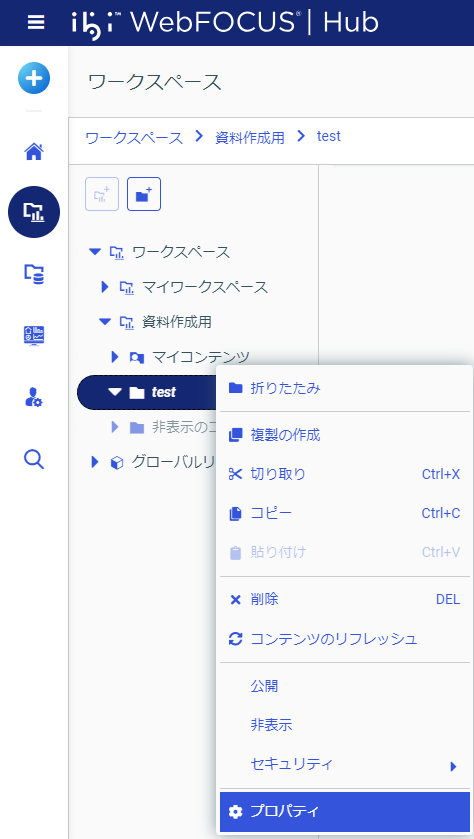 ibi™ WebFOCUS® | Hub
ワークスペース
ワークスペース > 資料作成用 > test
ワークスペース
マイワークスペース
資料作成用
マイコンテンツ
test
折りたたみ
非表示のコ
複製の作成
グローバルリ
切り取り Ctrl+X
コピー Ctrl+C
貼り付け Ctrl+V
削除 DEL
コンテンツのリフレッシュ
公開
非表示
セキュリティ
プロパティ